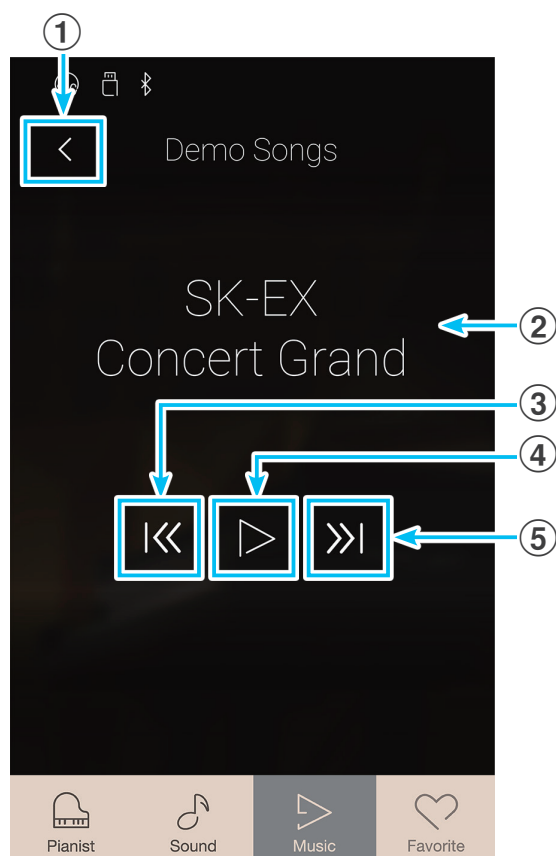 ①
Demo Songs
SK-EX
Concert Grand
②
③
④
⑤
Pianist Sound Music Favorite